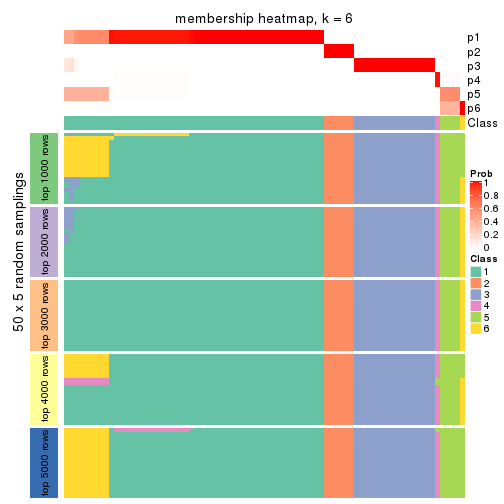 membership heatmap, k = 6
p1
p2
p3
p4
p5
p6
Class
50 x 5 random samplings
top 1000 rows
top 2000 rows
top 3000 rows
top 4000 rows
top 5000 rows
Prob
1
0.8
0.6
0.4
0.2
0
Class
1
2
3
4
5
6